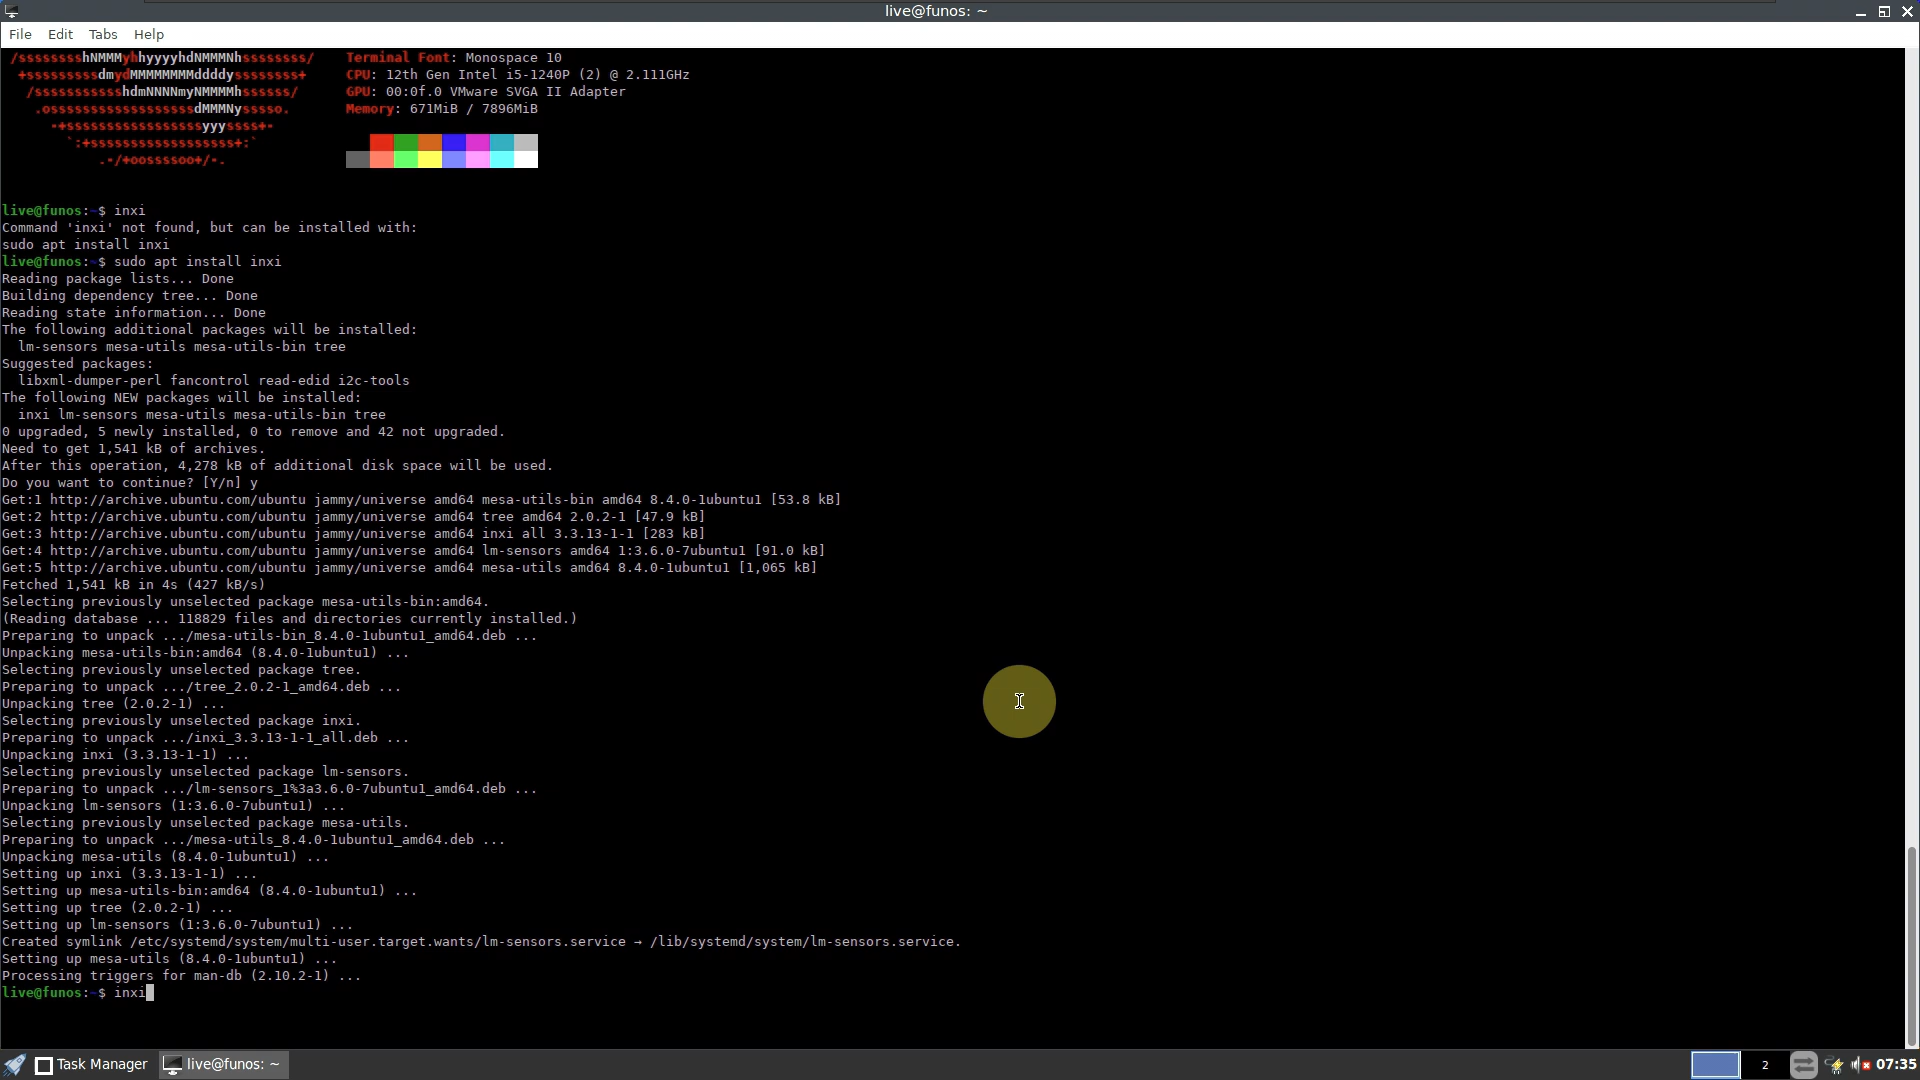 live@funos: ~
File Edit Tabs Help
/sssssssshNMMMyhhyyyyhdNMMMNhssssssss/ Terminal Font: Monospace 10
+sssssssssdmydMMMMMMMMddddyssssssss+ CPU: 12th Gen Intel i5-1240P (2) @ 2.111GHz
/ssssssssssshdmNNNNmyNMMMMhssssss/ GPU: 00:0f.0 VMware SVGA II Adapter
.ossssssssssssssssssdMMMNysssso. Memory: 671MiB / 7896MiB
-+sssssssssssssssssyyyssss+-
`:+ssssssssssssssssss+:`
.-/+oossssoo+/-.
live@funos:~$ inxi
Command 'inxi' not found, but can be installed with:
sudo apt install inxi
live@funos:~$ sudo apt install inxi
Reading package lists... Done
Building dependency tree... Done
Reading state information... Done
The following additional packages will be installed:
lm-sensors mesa-utils mesa-utils-bin tree
Suggested packages:
libxml-dumper-perl fancontrol read-edid i2c-tools
The following NEW packages will be installed:
inxi lm-sensors mesa-utils mesa-utils-bin tree
0 upgraded, 5 newly installed, 0 to remove and 42 not upgraded.
Need to get 1,541 kB of archives.
After this operation, 4,278 kB of additional disk space will be used.
Do you want to continue? [Y/n] y
Get:1 http://archive.ubuntu.com/ubuntu jammy/universe amd64 mesa-utils-bin amd64 8.4.0-1ubuntu1 [53.8 kB]
Get:2 http://archive.ubuntu.com/ubuntu jammy/universe amd64 tree amd64 2.0.2-1 [47.9 kB]
Get:3 http://archive.ubuntu.com/ubuntu jammy/universe amd64 inxi all 3.3.13-1-1 [283 kB]
Get:4 http://archive.ubuntu.com/ubuntu jammy/universe amd64 lm-sensors amd64 1:3.6.0-7ubuntu1 [91.0 kB]
Get:5 http://archive.ubuntu.com/ubuntu jammy/universe amd64 mesa-utils amd64 8.4.0-1ubuntu1 [1,065 kB]
Fetched 1,541 kB in 4s (427 kB/s)
Selecting previously unselected package mesa-utils-bin:amd64.
(Reading database ... 118829 files and directories currently installed.)
Preparing to unpack .../mesa-utils-bin_8.4.0-1ubuntu1_amd64.deb ...
Unpacking mesa-utils-bin:amd64 (8.4.0-1ubuntu1) ...
Selecting previously unselected package tree.
Preparing to unpack .../tree_2.0.2-1_amd64.deb ...
Unpacking tree (2.0.2-1) ...
Selecting previously unselected package inxi.
Preparing to unpack .../inxi_3.3.13-1-1_all.deb ...
Unpacking inxi (3.3.13-1-1) ...
Selecting previously unselected package lm-sensors.
Preparing to unpack .../lm-sensors_1%3a3.6.0-7ubuntu1_amd64.deb ...
Unpacking lm-sensors (1:3.6.0-7ubuntu1) ...
Selecting previously unselected package mesa-utils.
Preparing to unpack .../mesa-utils_8.4.0-1ubuntu1_amd64.deb ...
Unpacking mesa-utils (8.4.0-1ubuntu1) ...
Setting up inxi (3.3.13-1-1) ...
Setting up mesa-utils-bin:amd64 (8.4.0-1ubuntu1) ...
Setting up tree (2.0.2-1) ...
Setting up lm-sensors (1:3.6.0-7ubuntu1) ...
Created symlink /etc/systemd/system/multi-user.target.wants/lm-sensors.service → /lib/systemd/system/lm-sensors.service.
Setting up mesa-utils (8.4.0-1ubuntu1) ...
Processing triggers for man-db (2.10.2-1) ...
live@funos:~$ inxi
Task Manager live@funos: ~ 2 07:35